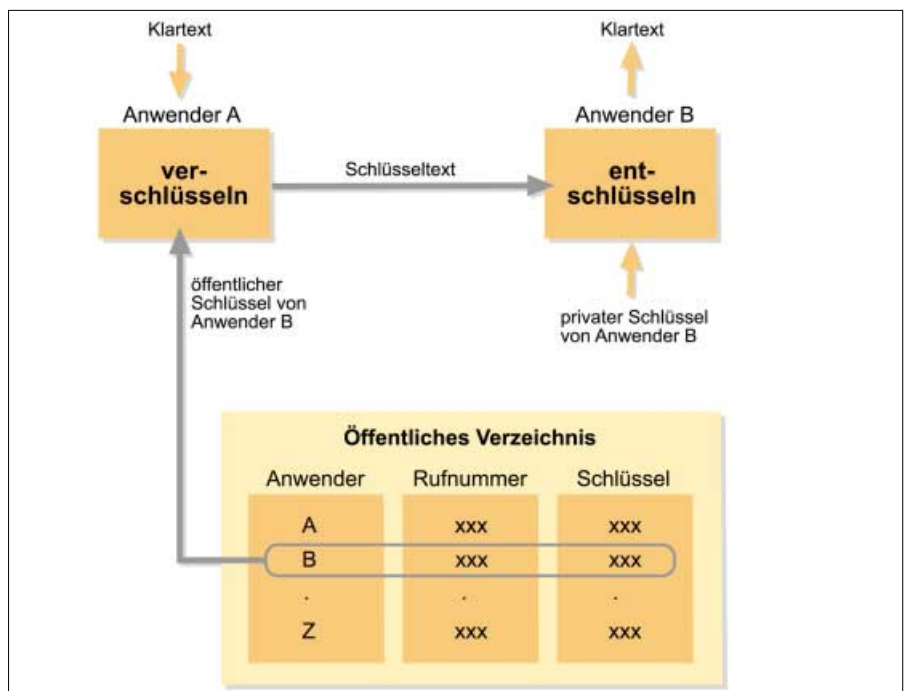 Klartext
Klartext
Anwender A
Anwender B
ver-
schlüsseln
Schlüsseltext
ent-
schlüsseln
öffentlicher
Schlüssel von
Anwender B
privater Schlüssel
von Anwender B
Öffentliches Verzeichnis
Anwender Rufnummer Schlüssel
A xxx xxx
B xxx xxx
. . .
Z xxx xxx